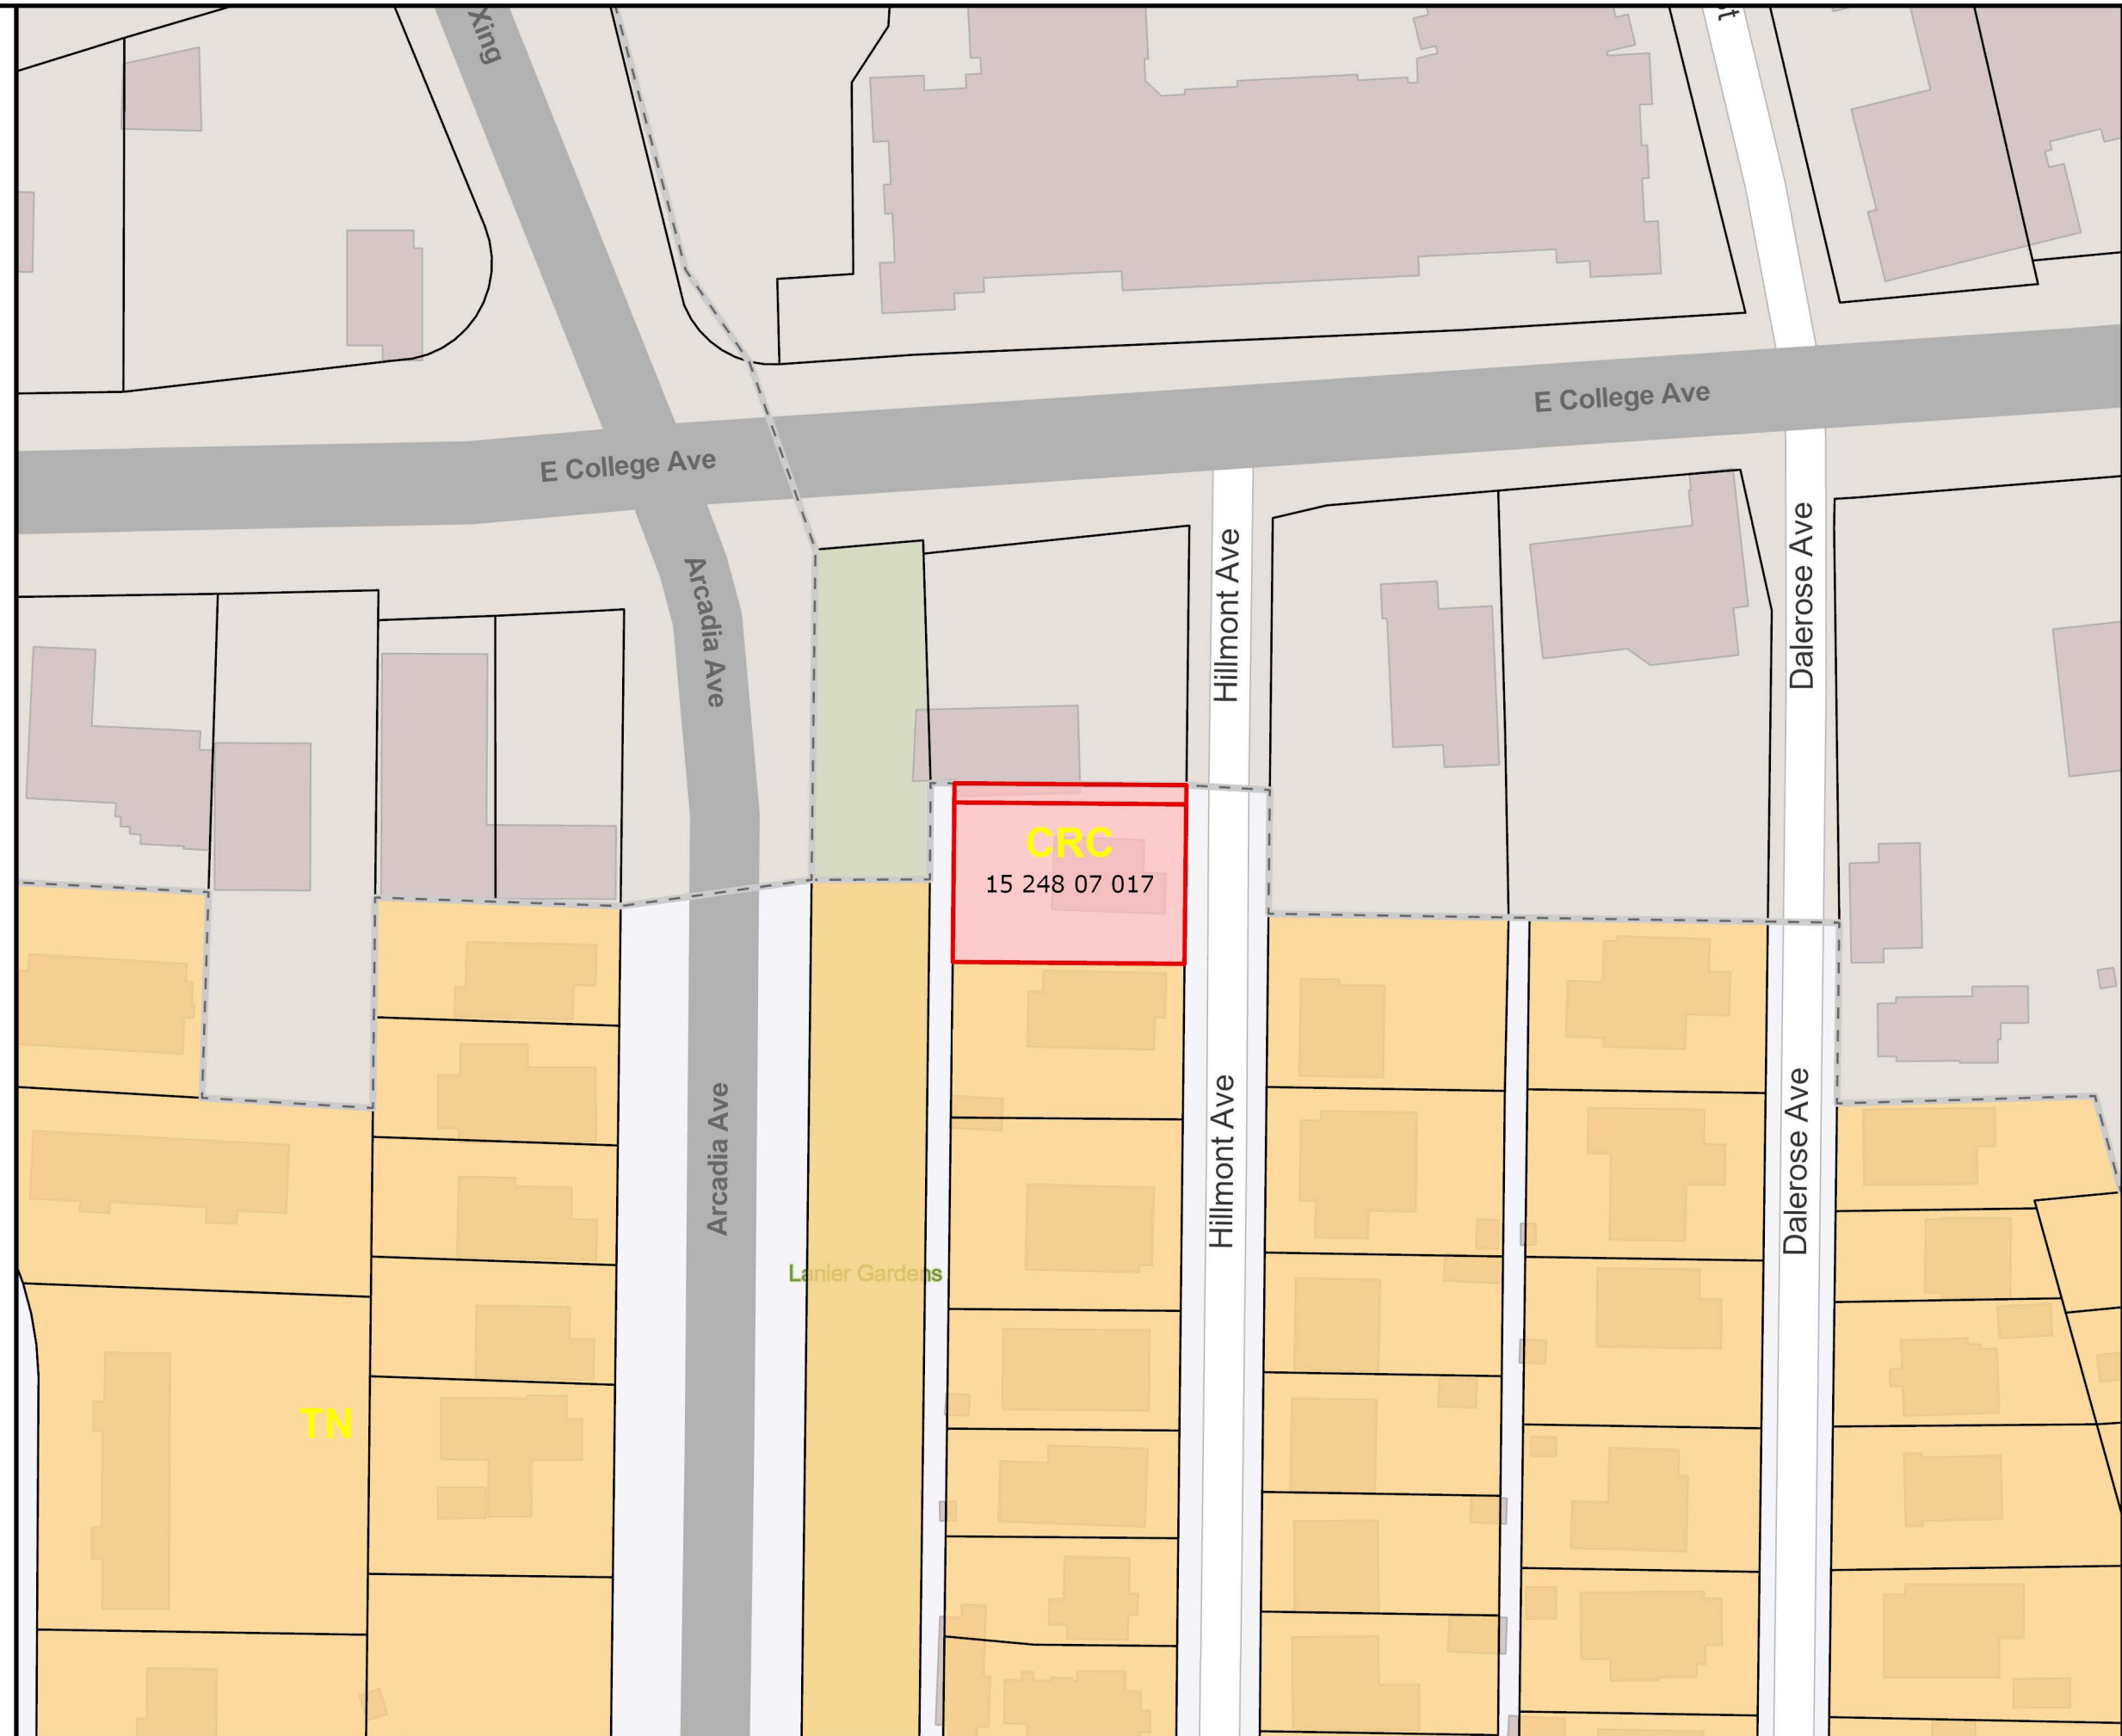 Xing
E College Ave
E College Ave
Arcadia Ave
Hillmont Ave
Dalerose Ave
CRC
15 248 07 017
Arcadia Ave
Hillmont Ave
Dalerose Ave
Lanier Gardens
TN